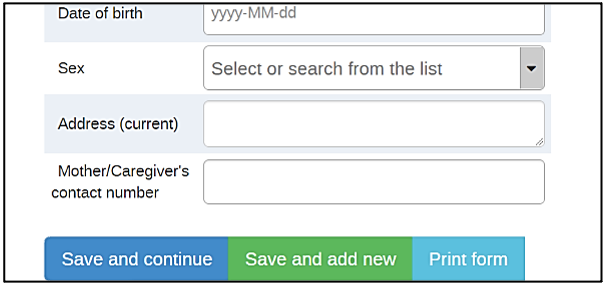 Date of birth yyyy-MM-dd
Sex Select or search from the list
Address (current)
Mother/Caregiver's
contact number
Save and continue Save and add new Print form